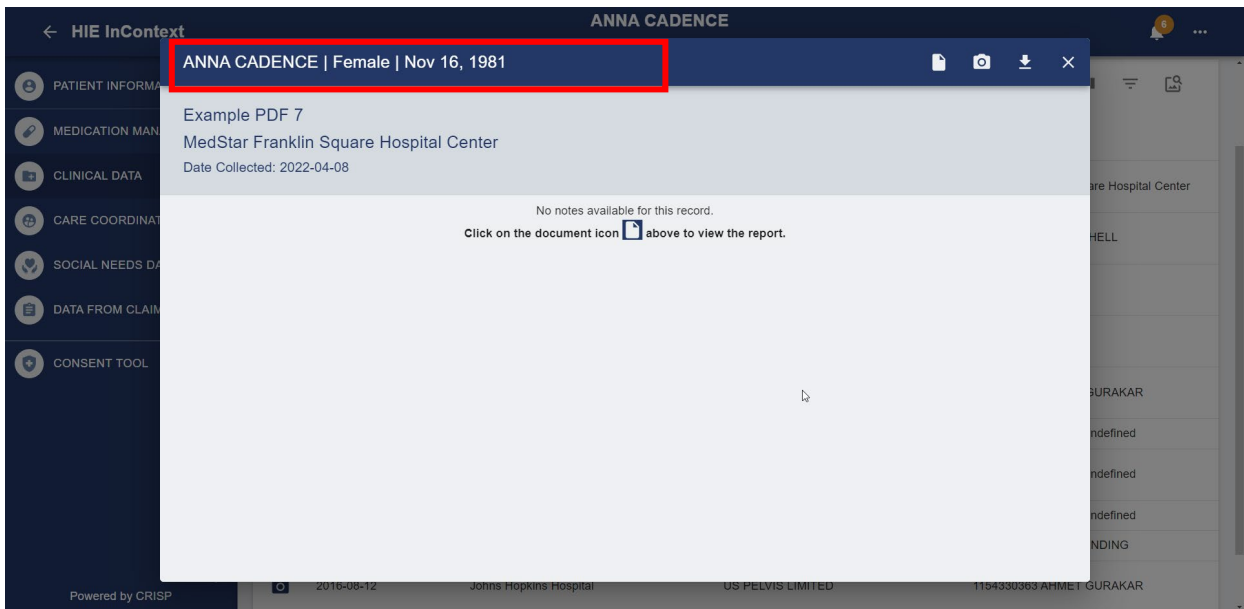 HIE InContext
ANNA CADENCE
6
ANNA CADENCE | Female | Nov 16, 1981
Example PDF 7
MedStar Franklin Square Hospital Center
Date Collected: 2022-04-08
No notes available for this record.
Click on the document icon above to view the report.
PATIENT INFORMA
MEDICATION MAN
CLINICAL DATA
CARE COORDINAT
SOCIAL NEEDS DA
DATA FROM CLAIM
CONSENT TOOL
Powered by CRISP
are Hospital Center
HELL
GURAKAR
ndefined
ndefined
ndefined
NDING
2016-08-12 Johns Hopkins Hospital US PELVIS LIMITED 1154330363 AHMET GURAKAR